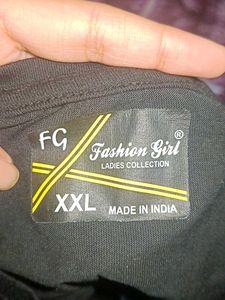 FG
Fashion Girl ®
LADIES COLLECTION
XXL
MADE IN INDIA